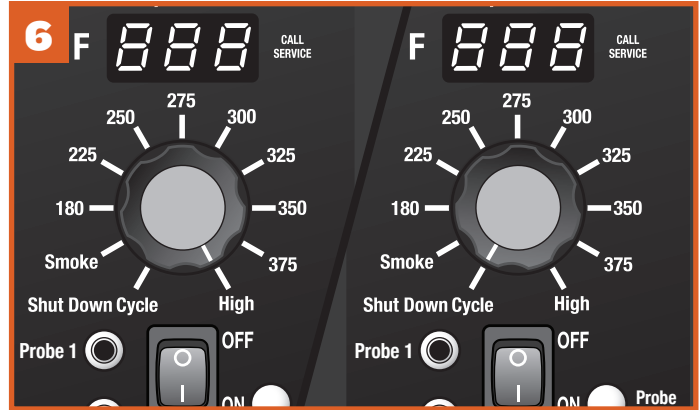 6
F 888 CALL
SERVICE
275
250 300
225 325
180 350
Smoke 375
Shut Down Cycle High
Probe 1 OFF
O
I
ON
F 888 CALL
SERVICE
275
250 300
225 325
180 350
Smoke 375
Shut Down Cycle High
Probe 1 OFF
O
I
ON Probe